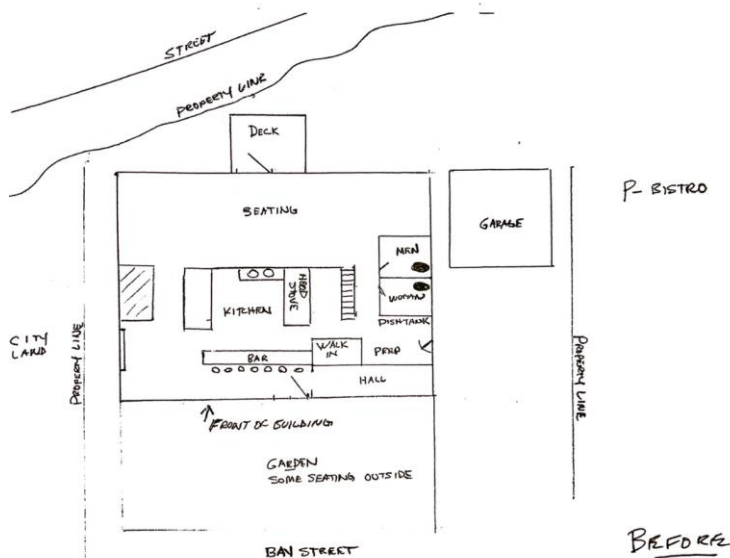 STREET
PROPERTY LINE
DECK
P- BISTRO
SEATING
GARAGE
MEN
WOMAN
HOOD
STOVE
KITCHEN
DISHTANK
CITY
LAND
PROPERTY LINE
WALK
IN
PREP
BAR
HALL
PROPERTY LINE
FRONT OF BUILDING
GARDEN
SOME SEATING OUTSIDE
BAY STREET
BEFORE